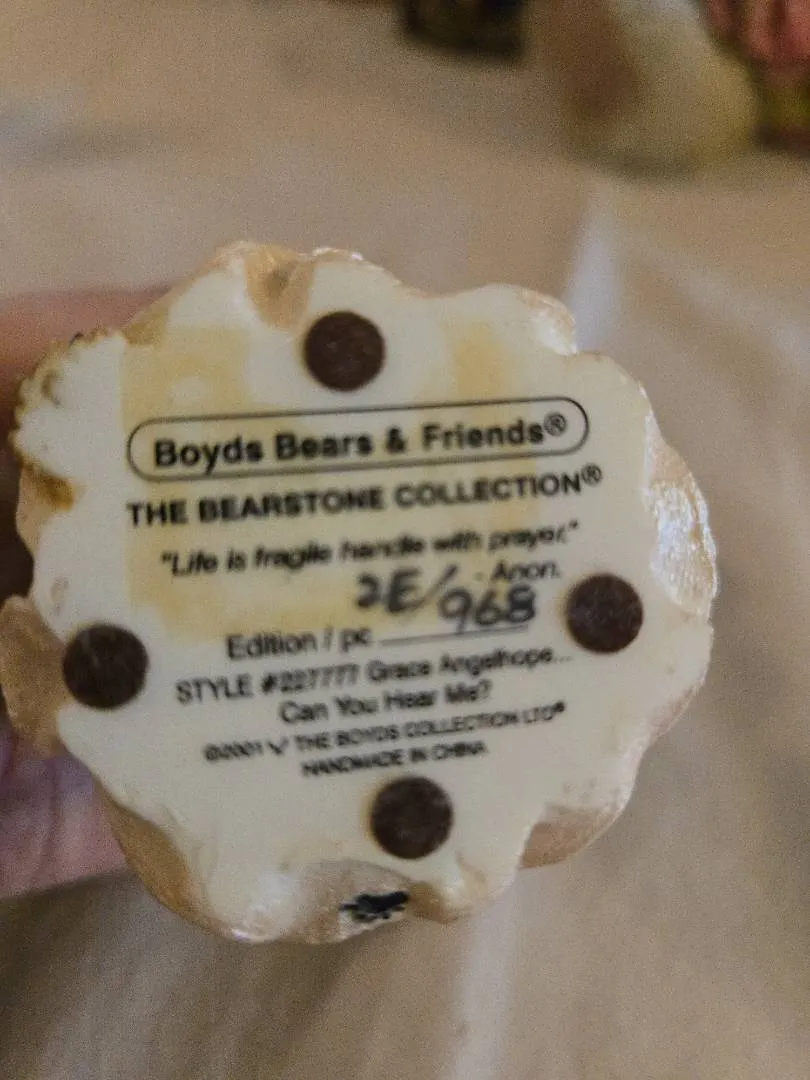 Boyds Bears & Friends®
THE BEARSTONE COLLECTION®
"Life is fragile handle with prayer."
- Anon.
2E/968
Edition / pc
STYLE #227777 Grace Angelhope...
Can You Hear Me?
©2001 THE BOYDS COLLECTION LTD®
HANDMADE IN CHINA